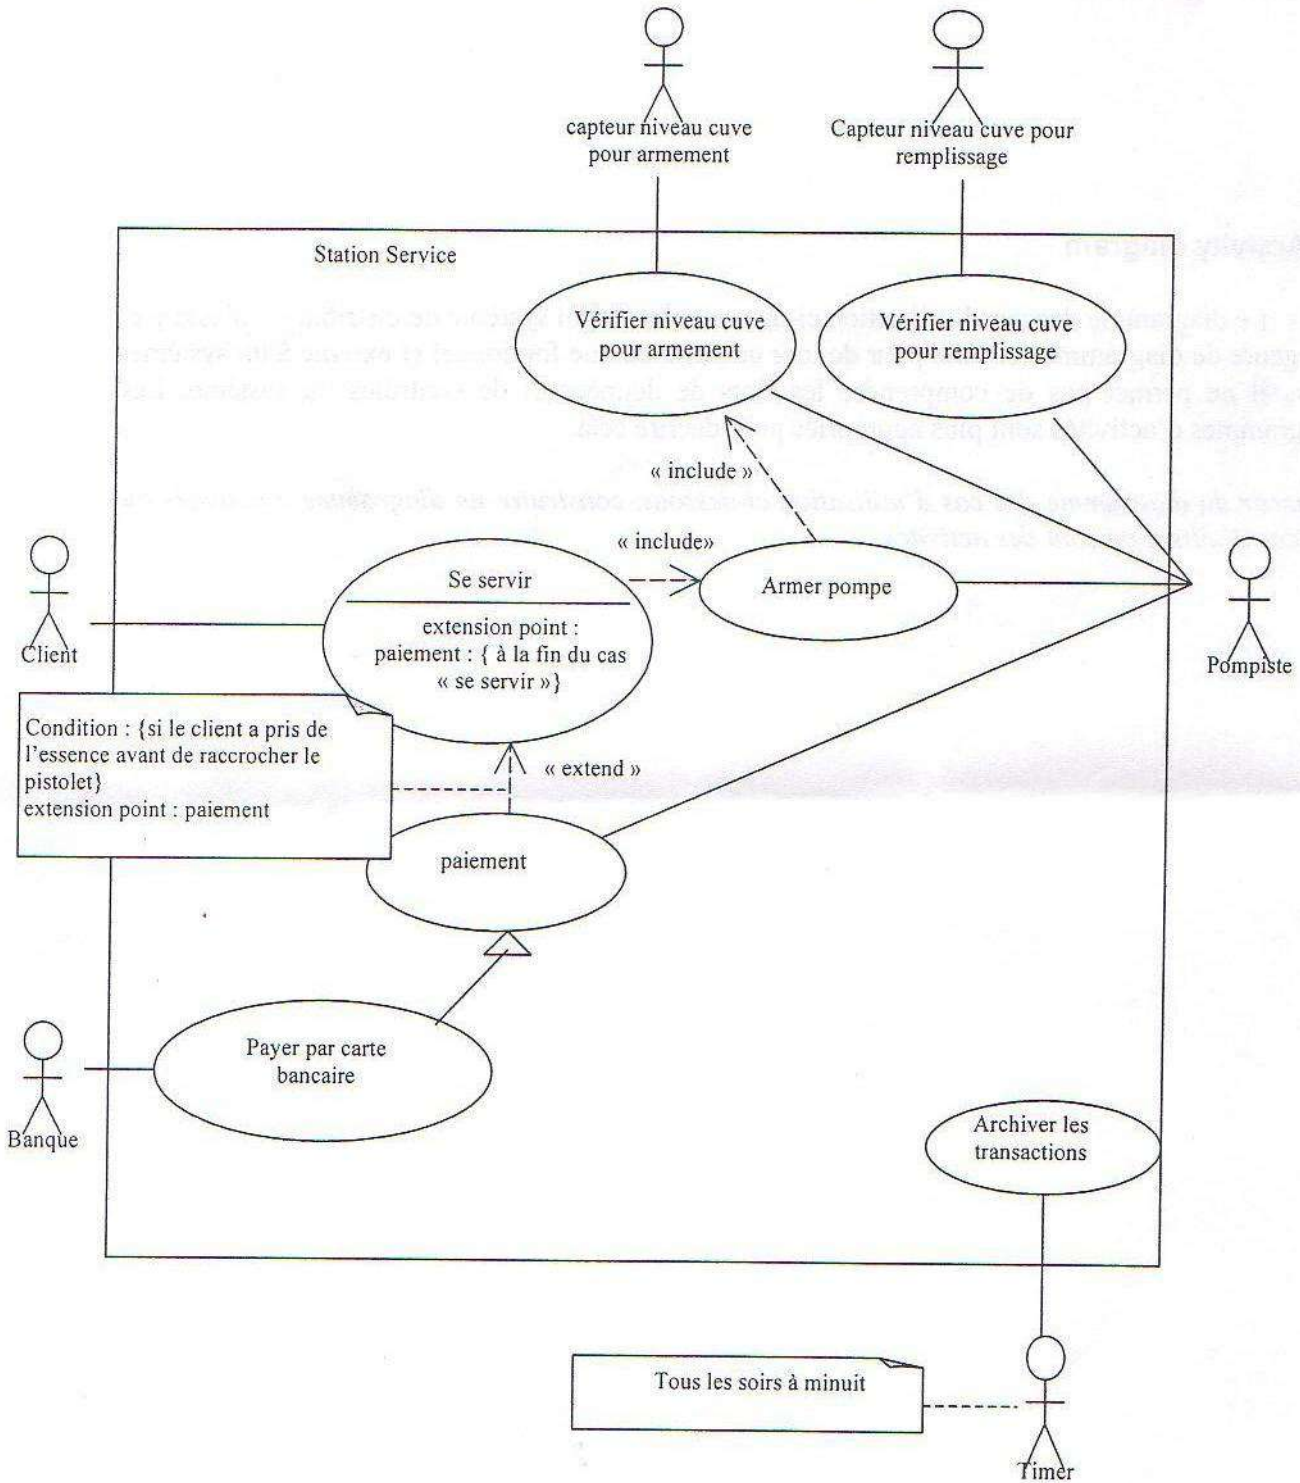 capteur niveau cuve
pour armement
Capteur niveau cuve pour
remplissage
Station Service
Vérifier niveau cuve
pour armement
Vérifier niveau cuve
pour remplissage
« include »
« include»
Se servir
extension point :
paiement : { à la fin du cas
« se servir »}
Armer pompe
Client
Pompiste
Condition : {si le client a pris de
l'essence avant de raccrocher le
pistolet}
extension point : paiement
« extend »
paiement
Payer par carte
bancaire
Banque
Archiver les
transactions
Tous les soirs à minuit
Timer